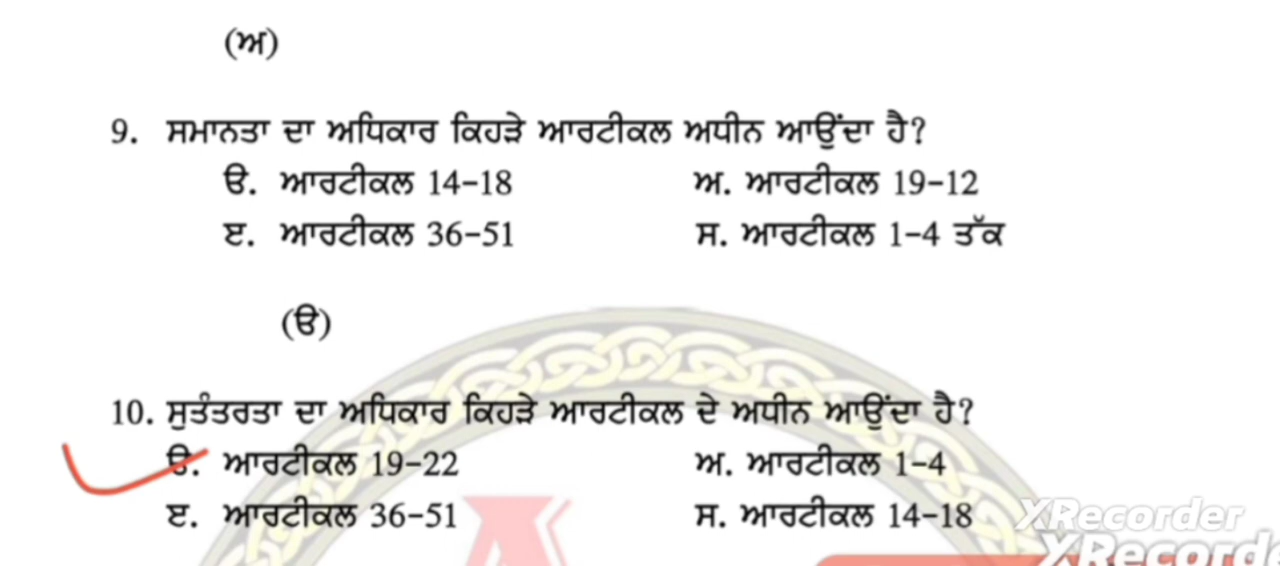 (ਅ)
9. ਸਮਾਨਤਾ ਦਾ ਅਧਿਕਾਰ ਕਿਹੜੇ ਆਰਟੀਕਲ ਅਧੀਨ ਆਉਂਦਾ ਹੈ?
ੳ. ਆਰਟੀਕਲ 14-18 ਅ. ਆਰਟੀਕਲ 19-12
ੲ. ਆਰਟੀਕਲ 36-51 ਸ. ਆਰਟੀਕਲ 1-4 ਤੱਕ
(ੳ)
10. ਸੁਤੰਤਰਤਾ ਦਾ ਅਧਿਕਾਰ ਕਿਹੜੇ ਆਰਟੀਕਲ ਦੇ ਅਧੀਨ ਆਉਂਦਾ ਹੈ?
ੳ. ਆਰਟੀਕਲ 19-22 ਅ. ਆਰਟੀਕਲ 1-4
ੲ. ਆਰਟੀਕਲ 36-51 ਸ. ਆਰਟੀਕਲ 14-18
XRecorder
XRecorde